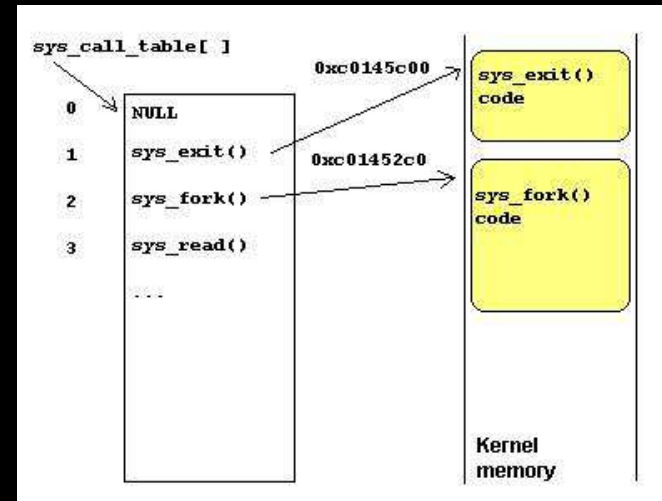 sys_call_table[ ]
0 NULL
1 sys_exit()
2 sys_fork()
3 sys_read()
...
0xc0145c00
0xc01452c0
sys_exit()
code
sys_fork()
code
Kernel
memory